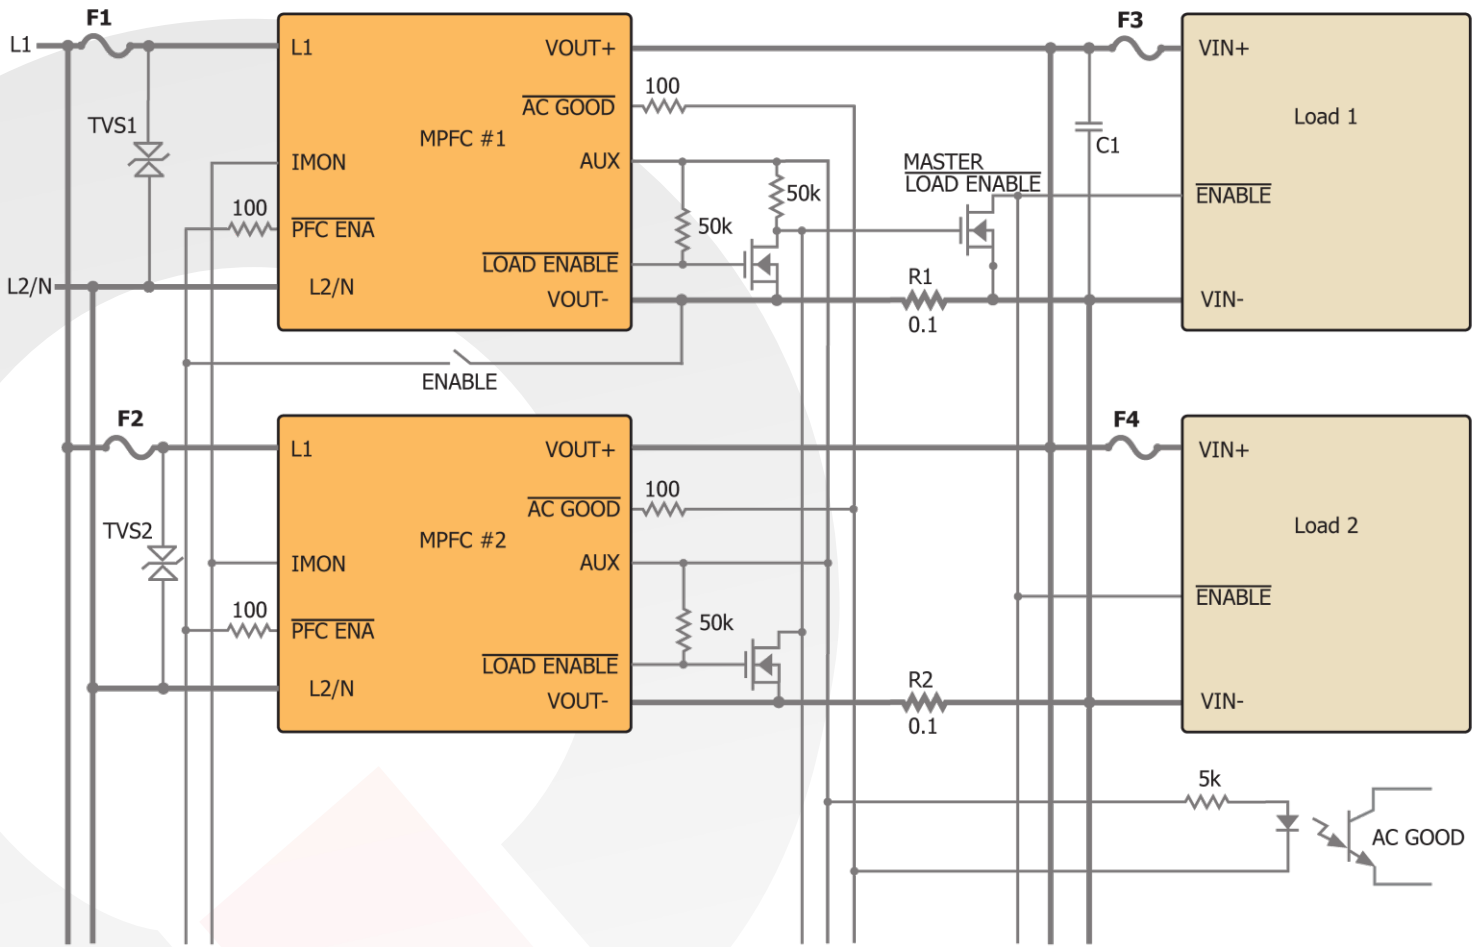 F1
F3
L1
L1
VOUT+
VIN+
100
AC GOOD
Load 1
TVS1
MPFC #1
C1
IMON
AUX
MASTER
LOAD ENABLE
50k
ENABLE
100
PFC ENA
50k
LOAD ENABLE
R1
L2/N
L2/N
VOUT-
VIN-
0.1
ENABLE
F2
F4
L1
VOUT+
VIN+
100
AC GOOD
Load 2
TVS2
MPFC #2
IMON
AUX
ENABLE
100
PFC ENA
50k
LOAD ENABLE
R2
L2/N
VOUT-
VIN-
0.1
5k
AC GOOD